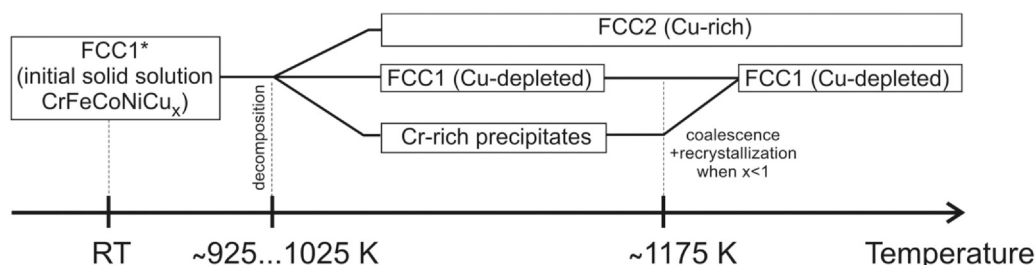 FCC1*
(initial solid solution
CrFeCoNiCuₓ)
decomposition
FCC2 (Cu-rich)
FCC1 (Cu-depleted)
Cr-rich precipitates
FCC1 (Cu-depleted)
coalescence
+recrystallization
when x<1
RT
~925...1025 K
~1175 K
Temperature